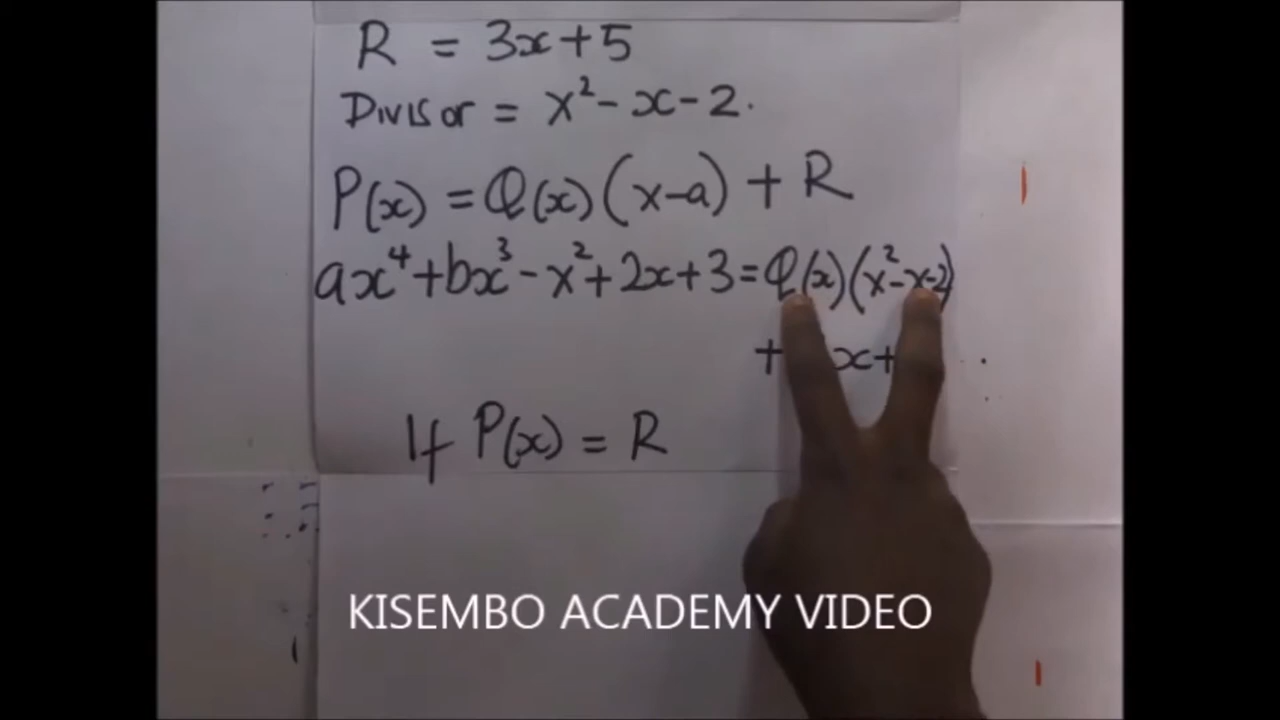 R = 3x+5
Divisor = x²-x-2.
P(x) = Q(x)(x-a) + R
ax⁴+bx³-x²+2x+3=Q(x)(x²-x-2)
+ x+
If P(x) = R
KISEMBO ACADEMY VIDEO